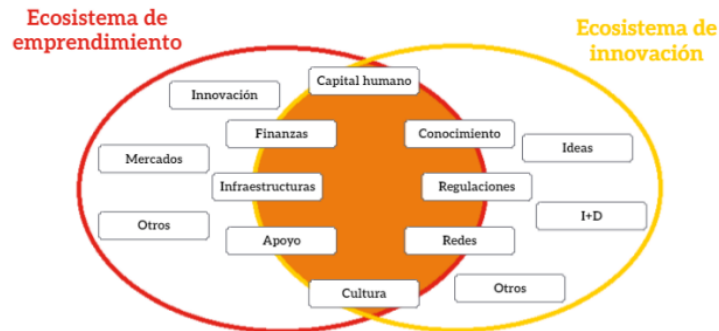 Ecosistema de
emprendimiento
Ecosistema de
innovación
Capital humano
Innovación
Finanzas
Conocimiento
Mercados
Ideas
Infraestructuras
Regulaciones
Otros
I+D
Apoyo
Redes
Cultura
Otros